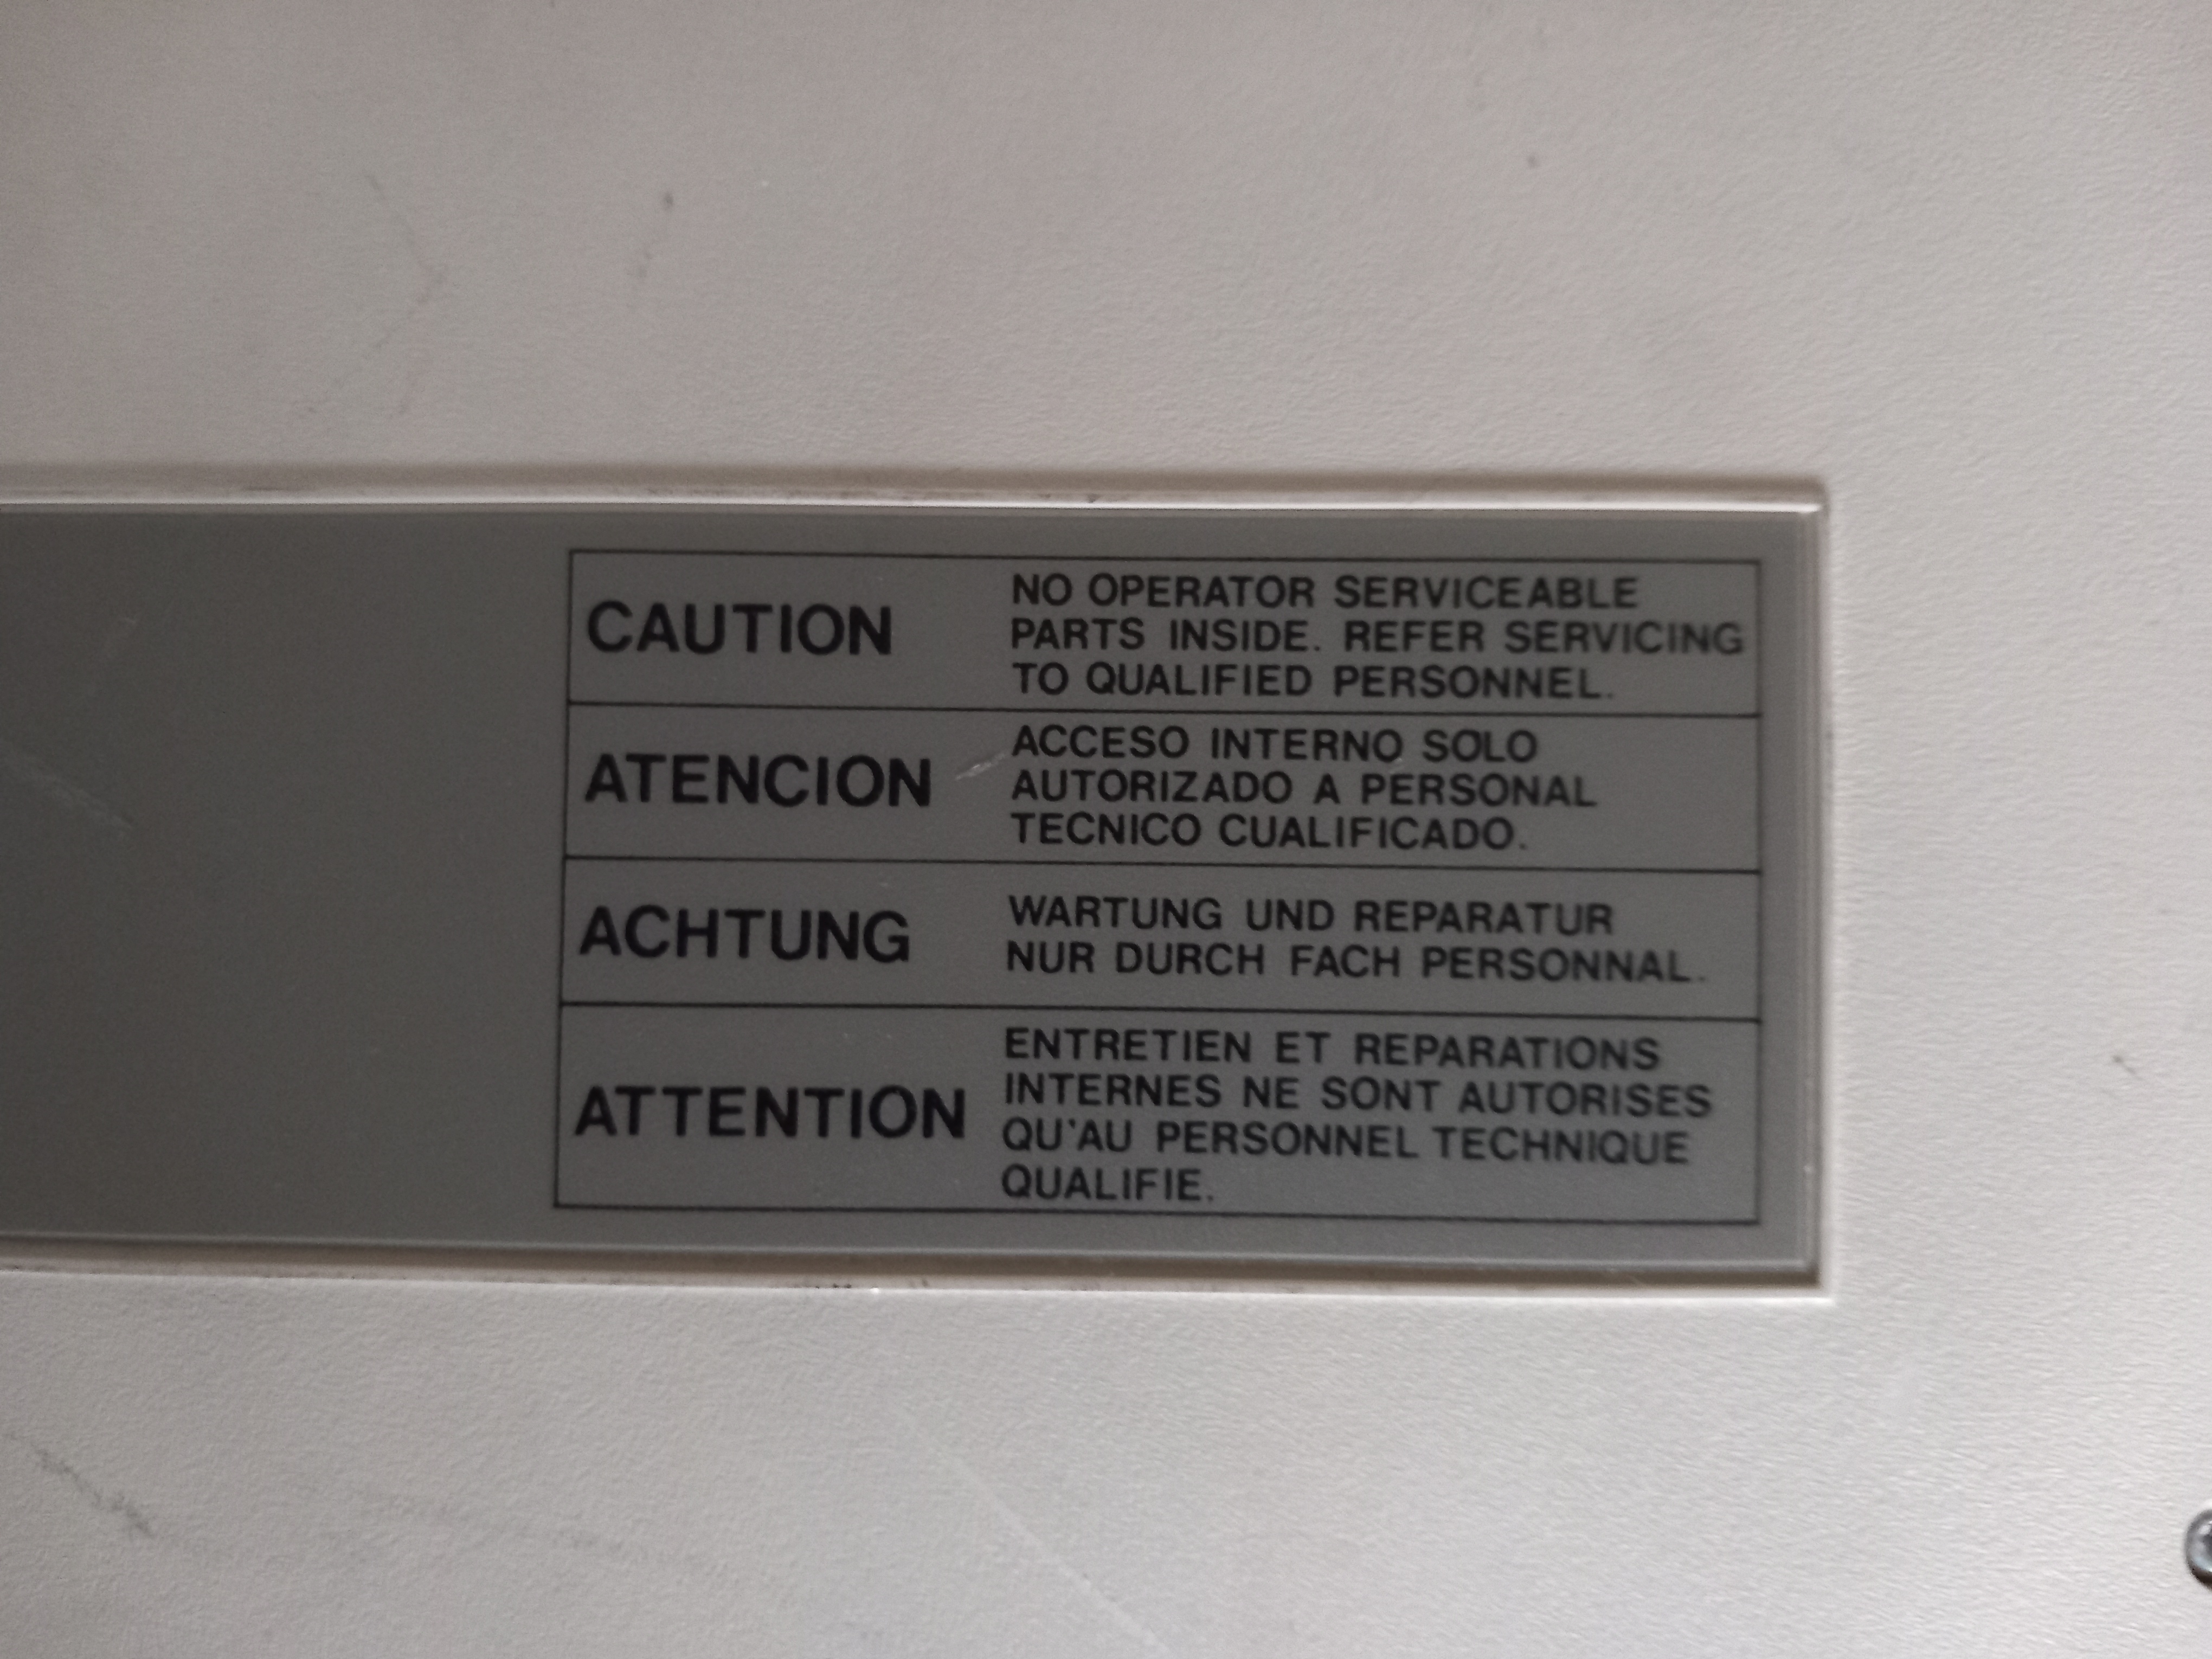 CAUTION
NO OPERATOR SERVICEABLE
PARTS INSIDE. REFER SERVICING
TO QUALIFIED PERSONNEL.
ATENCION
ACCESO INTERNO SOLO
AUTORIZADO A PERSONAL
TECNICO CUALIFICADO.
ACHTUNG
WARTUNG UND REPARATUR
NUR DURCH FACH PERSONNAL.
ATTENTION
ENTRETIEN ET REPARATIONS
INTERNES NE SONT AUTORISES
QU'AU PERSONNEL TECHNIQUE
QUALIFIE.